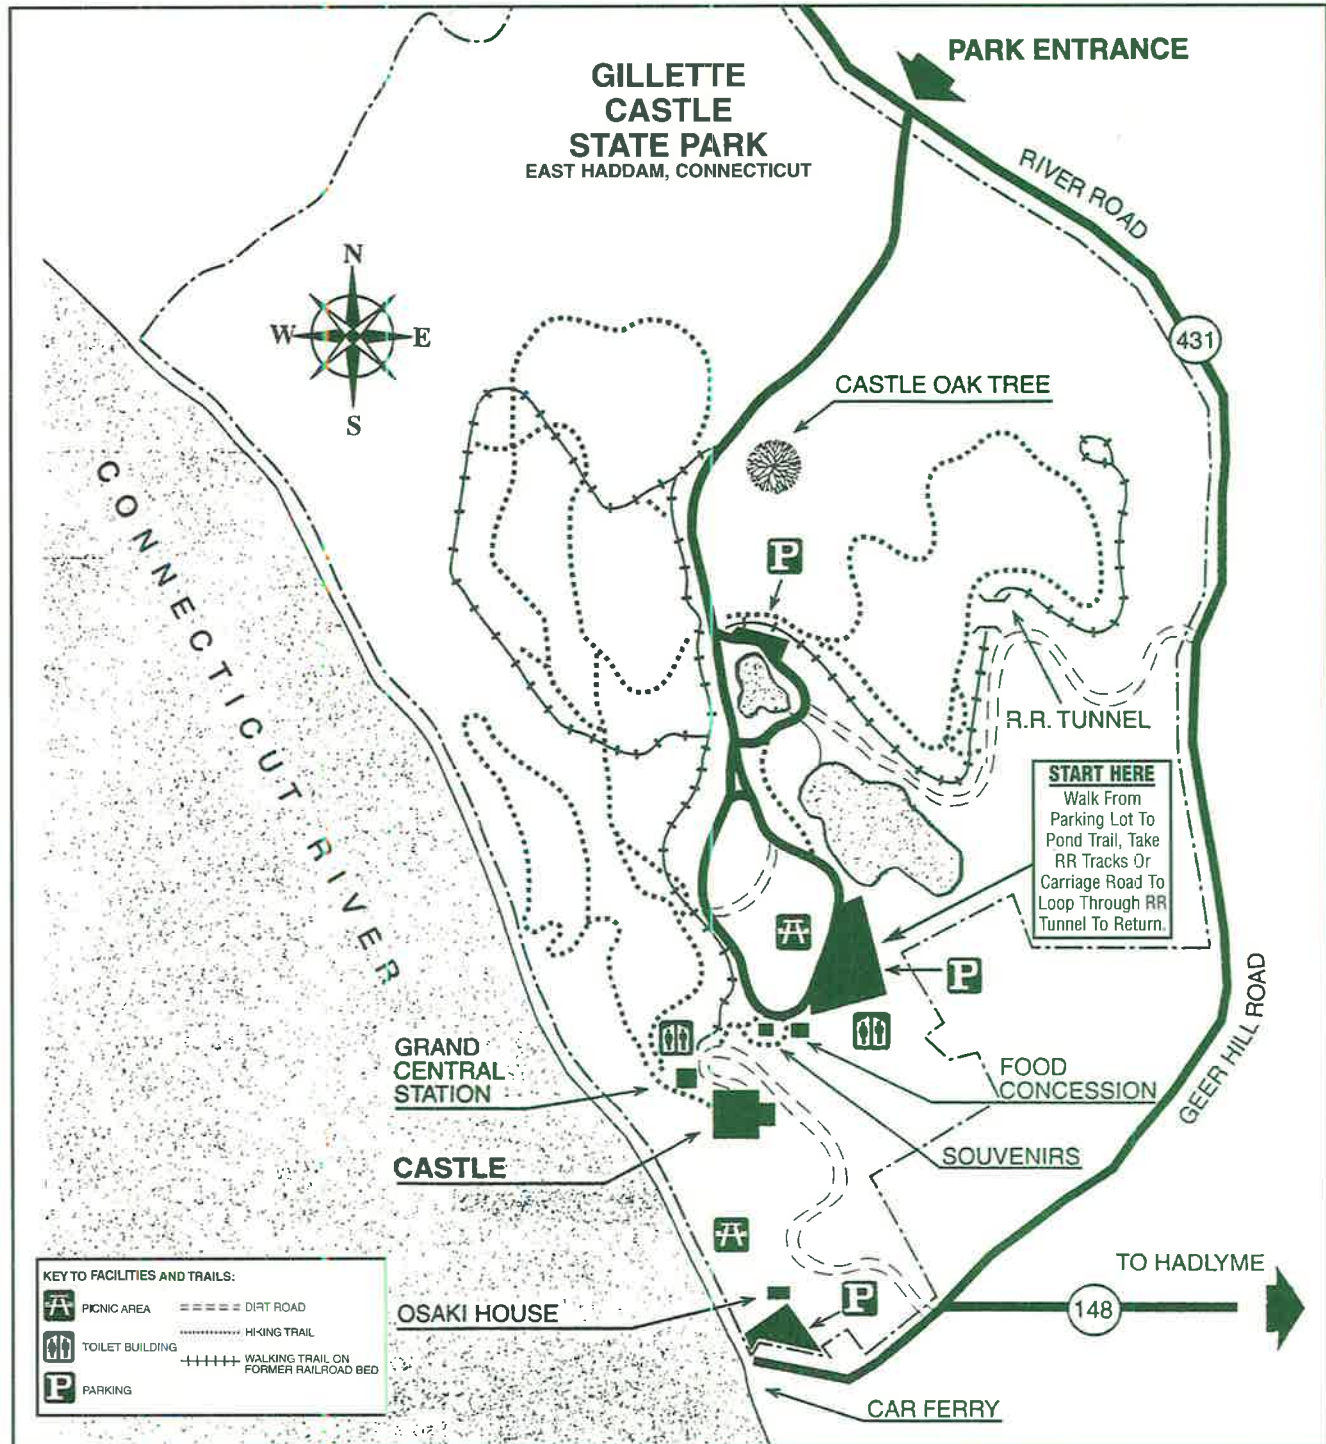 GILLETTE
CASTLE
STATE PARK
EAST HADDAM, CONNECTICUT
PARK ENTRANCE
RIVER ROAD
431
N
W
E
S
CASTLE OAK TREE
CONNECTICUT RIVER
P
R.R. TUNNEL
START HERE
Walk From
Parking Lot To
Pond Trail, Take
RR Tracks Or
Carriage Road To
Loop Through RR
Tunnel To Return.
P
GEER HILL ROAD
GRAND
CENTRAL
STATION
FOOD
CONCESSION
CASTLE
SOUVENIRS
TO HADLYME
148
OSAKI HOUSE
P
CAR FERRY
KEY TO FACILITIES AND TRAILS:
PICNIC AREA
DIRT ROAD
TOILET BUILDING
HIKING TRAIL
WALKING TRAIL ON
FORMER RAILROAD BED
P
PARKING